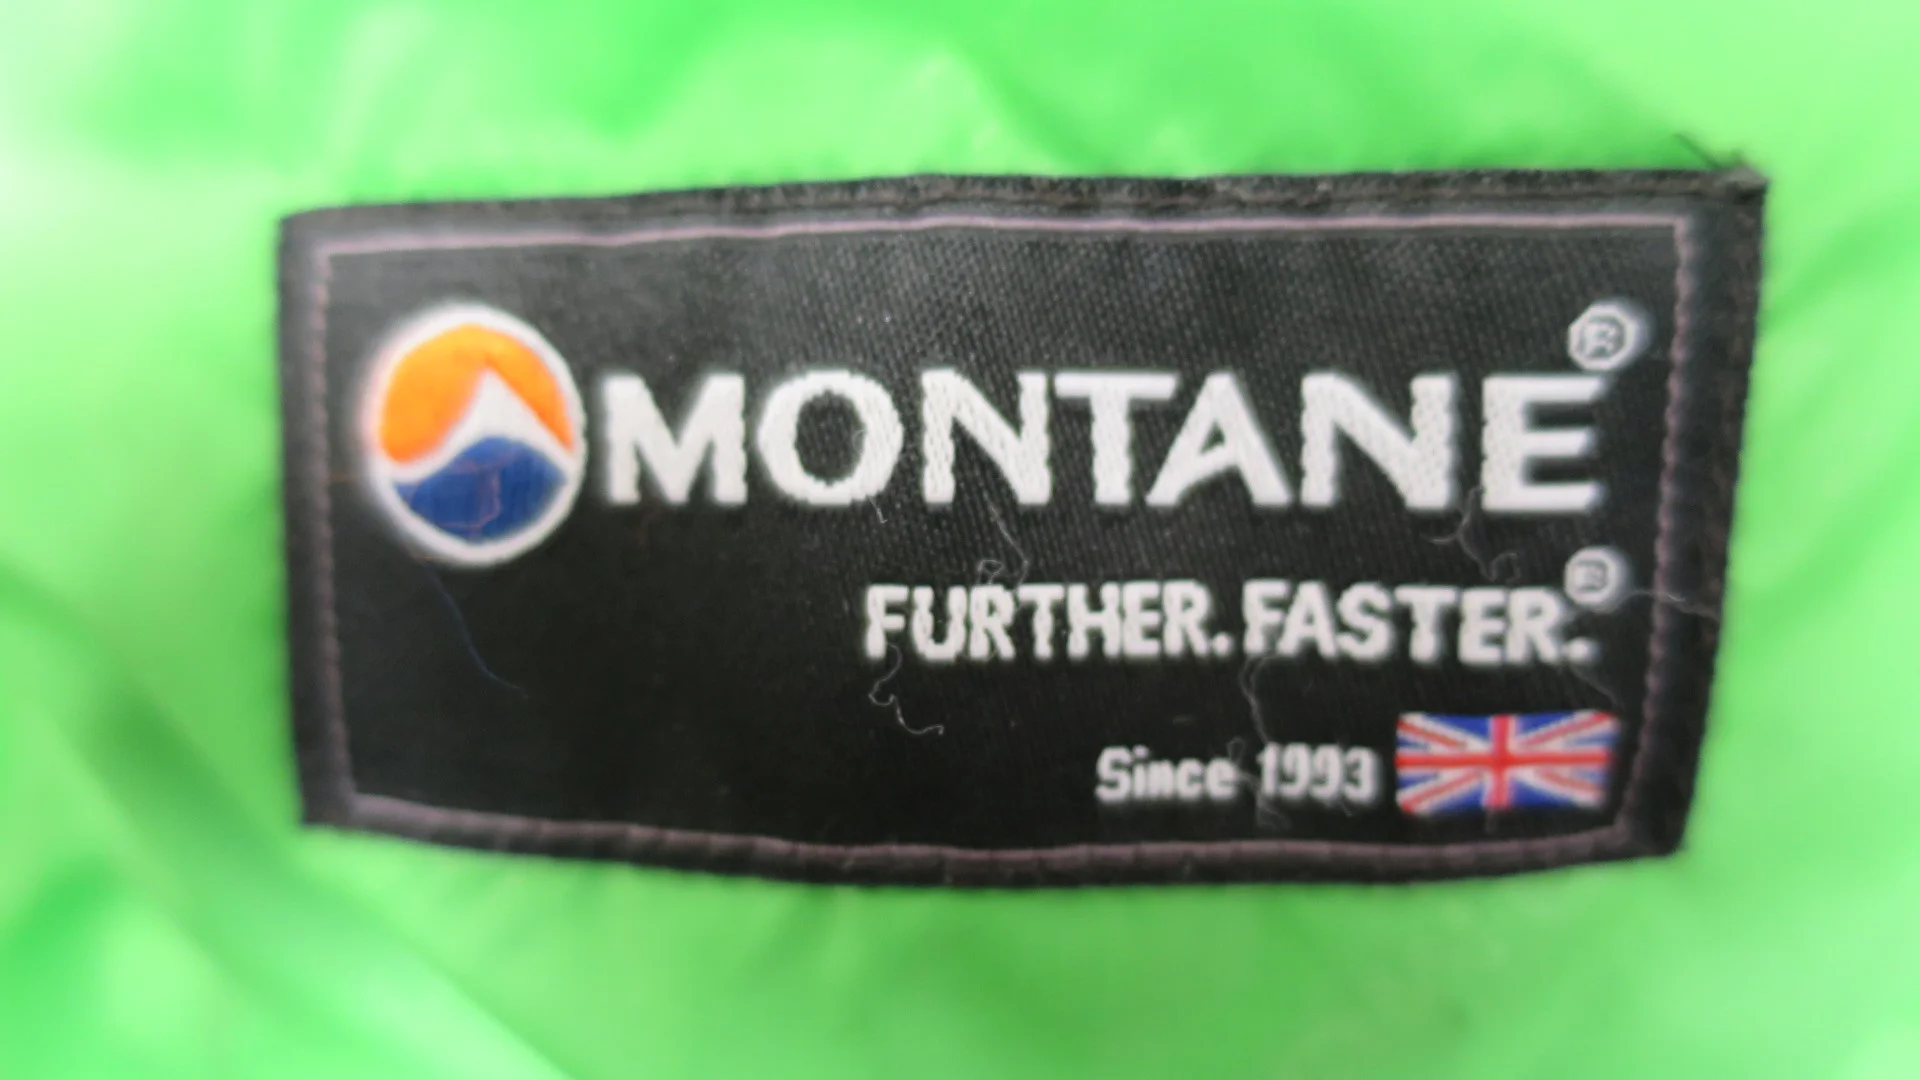 MONTANE®
FURTHER. FASTER.®
Since 1993